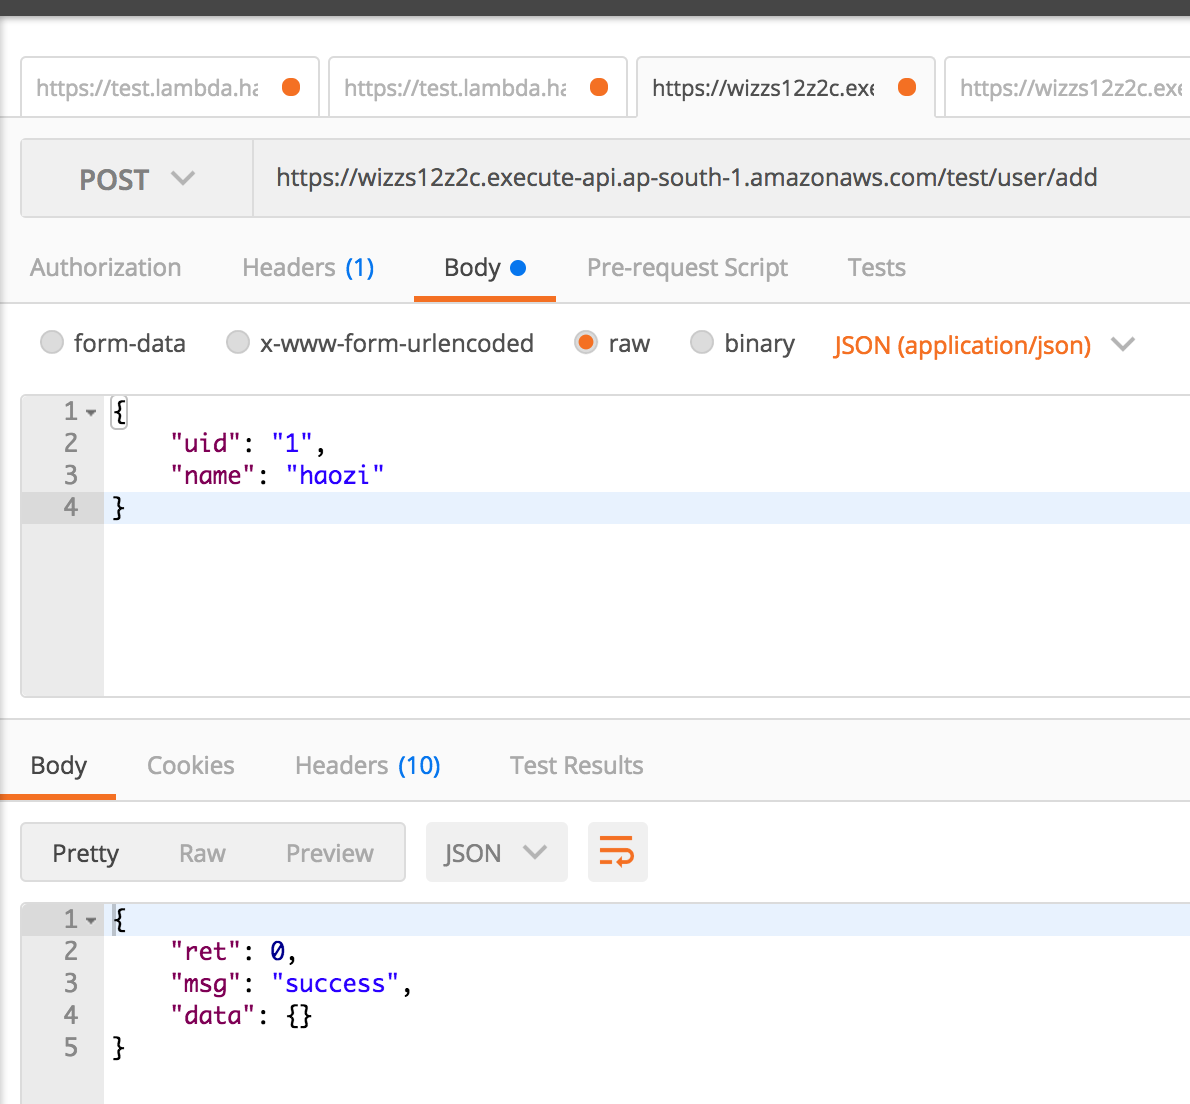 https://test.lambda.ha https://test.lambda.ha https://wizzs12z2c.exe https://wizzs12z2c.exe
POST https://wizzs12z2c.execute-api.ap-south-1.amazonaws.com/test/user/add
Authorization Headers (1) Body Pre-request Script Tests
form-data x-www-form-urlencoded raw binary JSON (application/json)
1 {
2 "uid": "1",
3 "name": "haozi"
4 }
Body Cookies Headers (10) Test Results
Pretty Raw Preview JSON
1 {
2 "ret": 0,
3 "msg": "success",
4 "data": {}
5 }